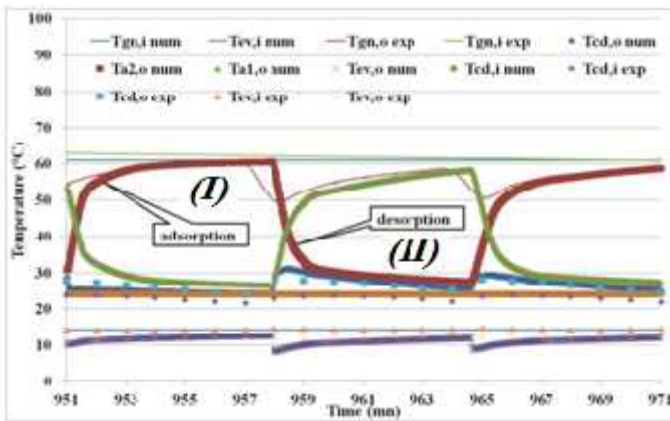 100
Tgn,i num Tev,i num Tgn,o exp Tgn,i exp Tcd,o num
90
Ta2,o num Ta1,o num Tev,o num Tcd,i num Tcd,i exp
80
Tcd,o exp Tev,i exp Tev,o exp
70
60
(I)
50
desorption
40
adsorption
(II)
30
20
10
0
Temperature (°C)
951 953 955 957 959 961 963 965 967 969 971
Time (mn)